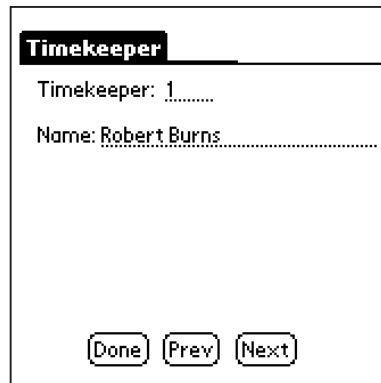 Timekeeper
Timekeeper: 1
Name: Robert Burns
Done Prev Next